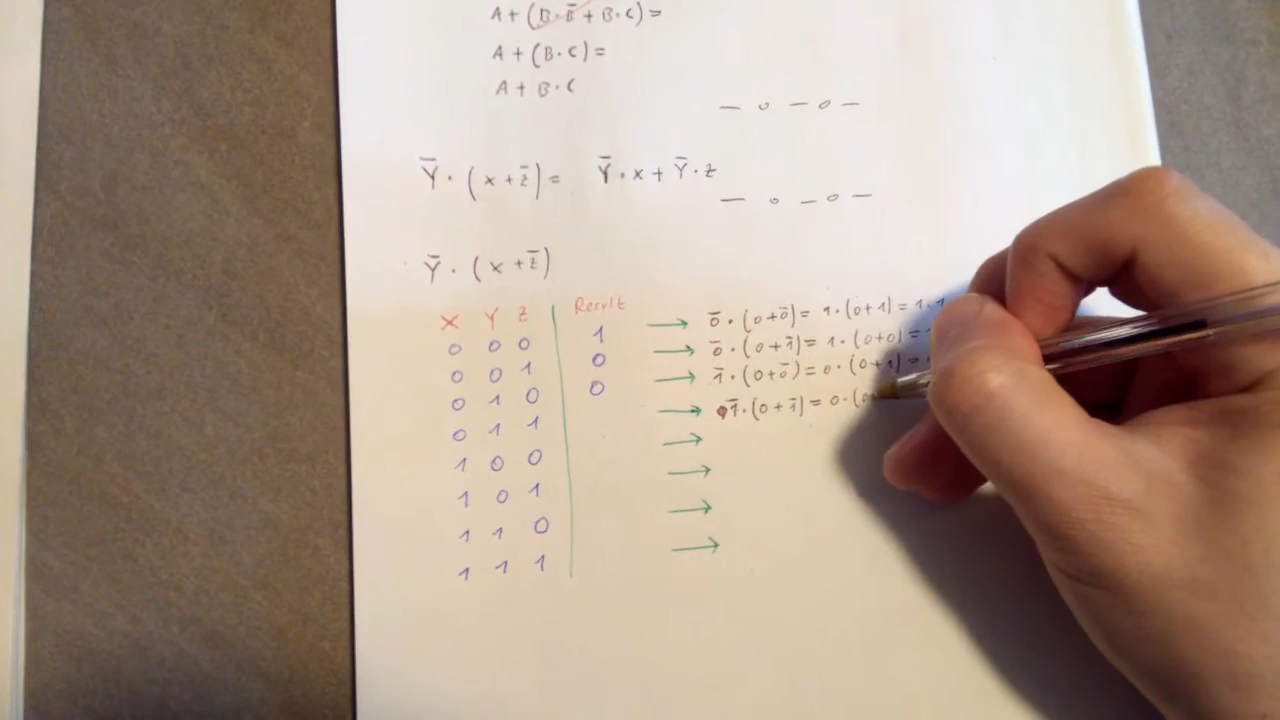 A + (B · B̅ + B · C) =
A + (B · C) =
A + B · C
Y̅ · (x + z̅) = Y̅ · x + Y̅ · z
Y̅ · (x + z̅)
X Y Z Result
0 0 0 1 → 0̅ · (0 + 0̅) = 1 · (0 + 1) = 1 · 1
0 0 1 0 → 0̅ · (0 + 1̅) = 1 · (0 + 0) =
0 1 0 0 → 1̅ · (0 + 0̅) = 0 · (0 + 1) =
0 1 1 → 1̅ · (0 + 1̅) = 0 · (0
1 0 0 →
1 0 1 →
1 1 0 →
1 1 1 →